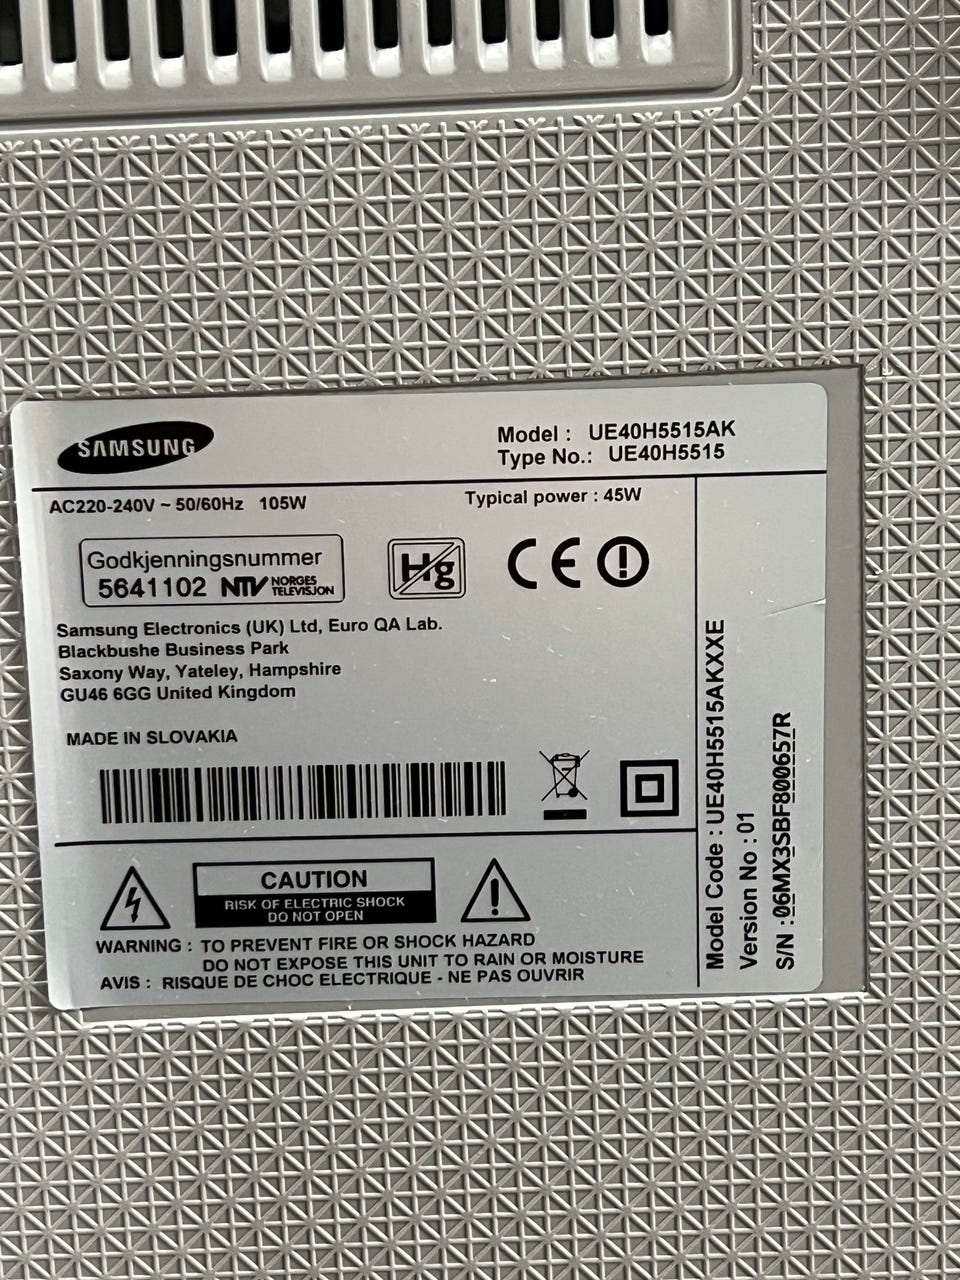 SAMSUNG
Model : UE40H5515AK
Type No.: UE40H5515
AC220-240V ~ 50/60Hz 105W
Typical power : 45W
Godkjenningsnummer
5641102 NTV NORGES TELEVISJON
Hg
CE
Samsung Electronics (UK) Ltd, Euro QA Lab.
Blackbushe Business Park
Saxony Way, Yateley, Hampshire
GU46 6GG United Kingdom
MADE IN SLOVAKIA
CAUTION
RISK OF ELECTRIC SHOCK
DO NOT OPEN
WARNING : TO PREVENT FIRE OR SHOCK HAZARD
DO NOT EXPOSE THIS UNIT TO RAIN OR MOISTURE
AVIS : RISQUE DE CHOC ELECTRIQUE - NE PAS OUVRIR
Model Code : UE40H5515AKXXE
Version No : 01
S/N : 06MX3SBF800657R